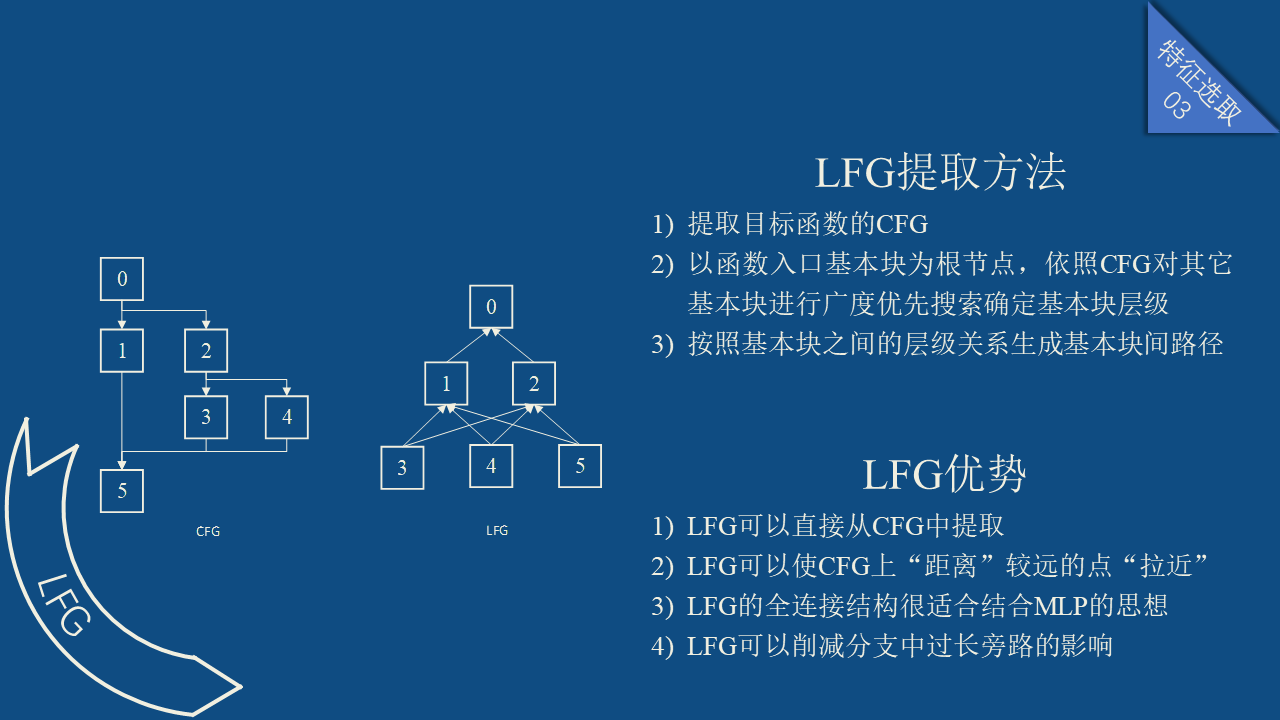 特征选取
03
LFG提取方法
1) 提取目标函数的CFG
2) 以函数入口基本块为根节点，依照CFG对其它
基本块进行广度优先搜索确定基本块层级
3) 按照基本块之间的层级关系生成基本块间路径
0
1 2
3 4
5
CFG
0
1 2
3 4 5
LFG
LFG优势
1) LFG可以直接从CFG中提取
2) LFG可以使CFG上“距离”较远的点“拉近”
3) LFG的全连接结构很适合结合MLP的思想
4) LFG可以削减分支中过长旁路的影响
LFG